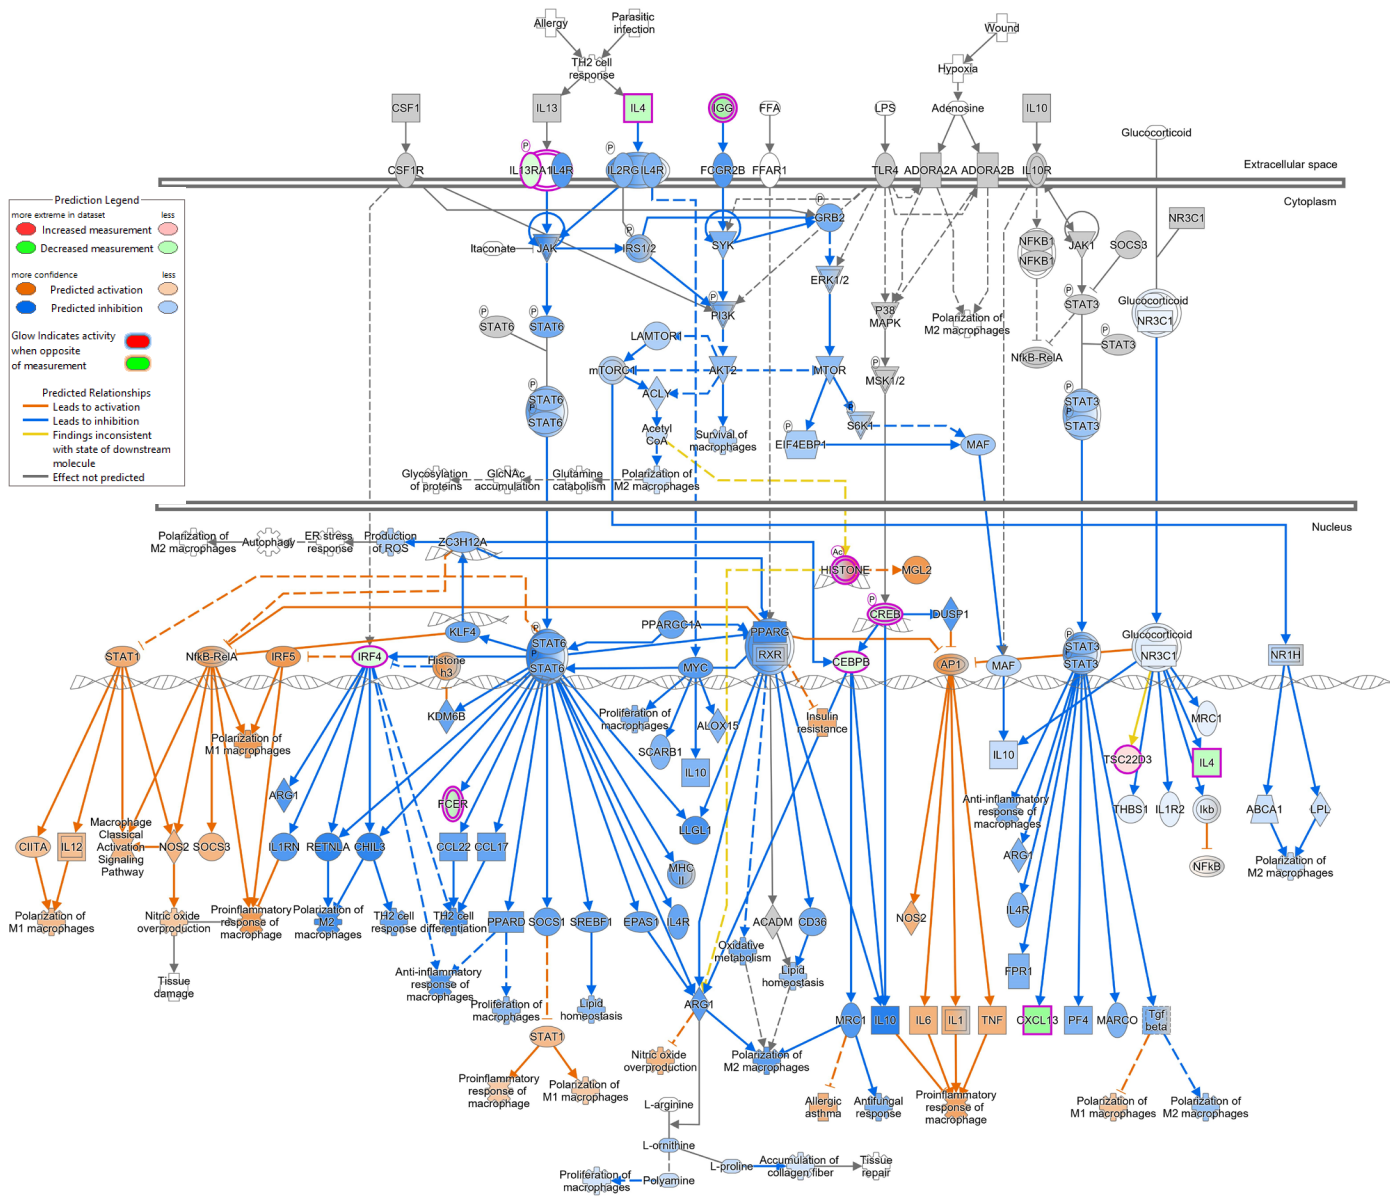 Allergy
Parasitic
infection
Wound
TH2 cell
response
Hypoxia
CSF1
IL13
IL4
IGG
FFA
LPS
Adenosine
IL10
Glucocorticoid
P
P
P
CSF1R
IL13RA1
IL4R
IL2RG
IL4R
FCGR2B
FFAR1
TLR4
ADORA2A
ADORA2B
IL10R
Extracellular space
Cytoplasm
Prediction Legend
more extreme in dataset
less
Increased measurement
Decreased measurement
more confidence
less
Predicted activation
Predicted inhibition
Glow Indicates activity
when opposite
of measurement
Predicted Relationships
Leads to activation
Leads to inhibition
Findings inconsistent
with state of downstream
molecule
Effect not predicted
P
GRB2
NR3C1
Itaconate
JAK
P
IRS1/2
P
SYK
NFKB1
NFKB1
JAK1
SOCS3
P
ERK1/2
P
PI3K
P
P38
MAPK
Polarization of
M2 macrophages
P
STAT3
Glucocorticoid
NR3C1
P
STAT6
P
STAT6
LAMTOR1
NfkB-RelA
P
STAT3
mTORC1
AKT2
MTOR
P
MSK1/2
ACLY
P
STAT6
P
STAT6
P
STAT3
P
STAT3
Acetyl
CoA
Survival of
macrophages
P
EIF4EBP1
P
S6K1
MAF
Glycosylation
of proteins
GlcNAc
accumulation
Glutamine
catabolism
Polarization of
M2 macrophages
Nucleus
Polarization of
M2 macrophages
Autophagy
ER stress
response
Production
of ROS
ZC3H12A
Ac
HISTONE
MGL2
P
CREB
DUSP1
KLF4
PPARGC1A
P
STAT6
P
STAT6
PPARG
RXR
P
STAT3
P
STAT3
Glucocorticoid
NR3C1
STAT1
NfkB-RelA
IRF5
IRF4
Histone
h3
MYC
CEBPB
AP1
MAF
NR1H
KDM6B
Proliferation of
macrophages
ALOX15
SCARB1
IL10
Insulin
resistance
Polarization of
M1 macrophages
IL10
MRC1
TSC22D3
IL4
ARG1
FCER
Anti-inflammatory
response of
macrophages
THBS1
IL1R2
Ikb
ABCA1
LPL
LLGL1
CIITA
IL12
Macrophage
Classical
Activation
Signaling
Pathway
NOS2
SOCS3
IL1RN
RETNLA
CHIL3
CCL22
CCL17
MHC
II
ARG1
NFkB
Polarization of
M2 macrophages
Polarization of
M1 macrophages
Nitric oxide
overproduction
Proinflammatory
response of
macrophage
Polarization of
M2 macrophages
TH2 cell
response
TH2 cell
differentiation
PPARD
SOCS1
SREBF1
EPAS1
IL4R
ACADM
CD36
NOS2
IL4R
Oxidative
metabolism
Lipid
homeostasis
FPR1
Tissue
damage
Anti-inflammatory
response of
macrophages
Proliferation of
macrophages
Lipid
homeostasis
ARG1
MRC1
IL10
IL6
IL1
TNF
CXCL13
PF4
MARCO
Tgf
beta
STAT1
Nitric oxide
overproduction
Polarization of
M2 macrophages
Proinflammatory
response of
macrophage
Polarization of
M1 macrophages
Allergic
asthma
Antifungal
response
Proinflammatory
response of
macrophage
Polarization of
M1 macrophages
Polarization of
M2 macrophages
L-arginine
L-ornithine
L-proline
Accumulation of
collagen fiber
Tissue
repair
Proliferation of
macrophages
Polyamine